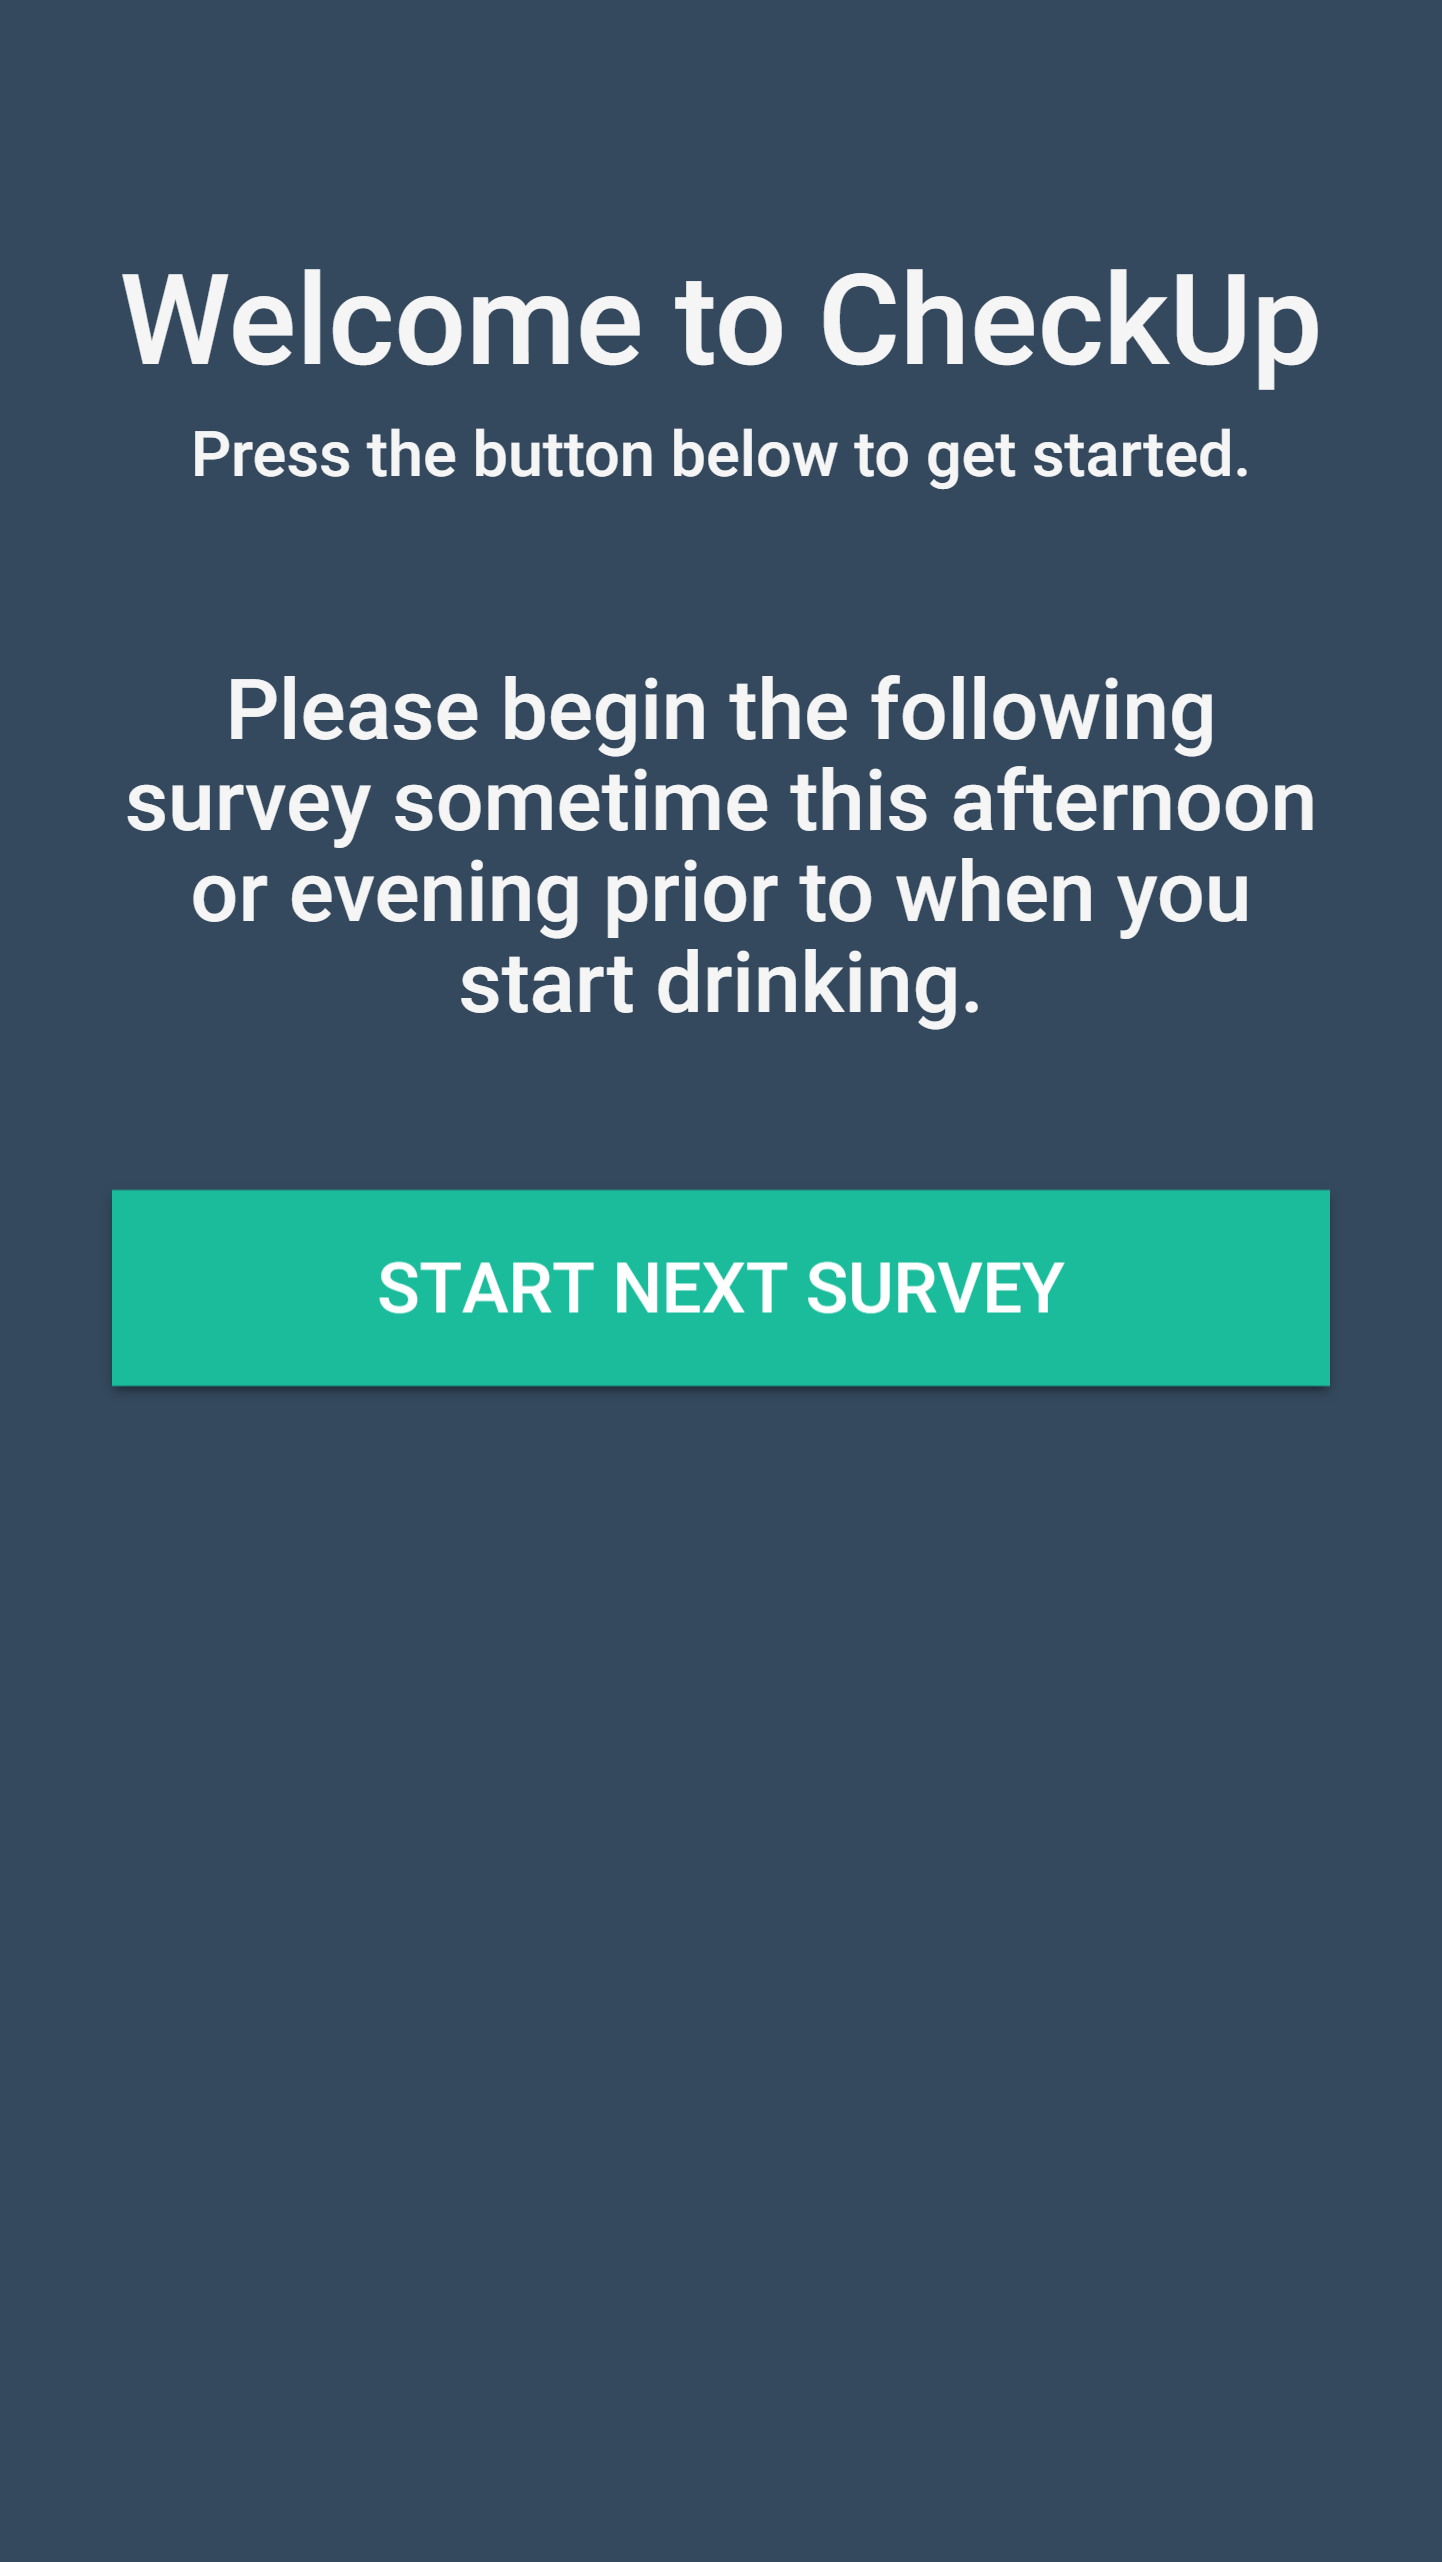 Welcome to CheckUp
Press the button below to get started.
Please begin the following
survey sometime this afternoon
or evening prior to when you
start drinking.
START NEXT SURVEY